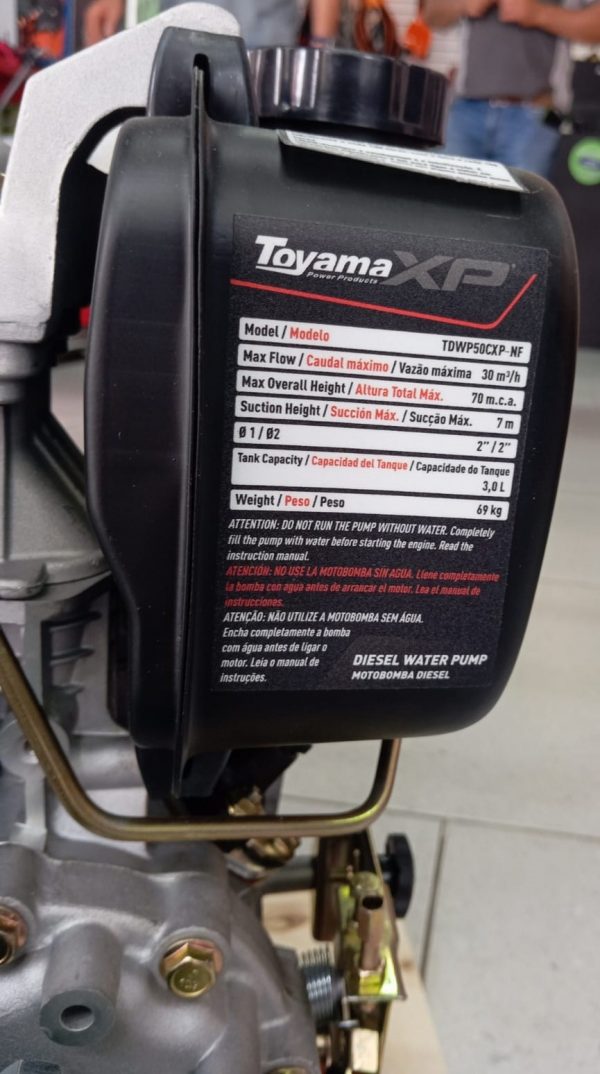 Toyama XP
Power Products
Model / Modelo TDWP50CXP-NF
Max Flow / Caudal máximo / Vazão máxima 30 m³/h
Max Overall Height / Altura Total Máx. 70 m.c.a.
Suction Height / Succión Máx. / Sucção Máx. 7 m
Ø 1 / Ø2 2" / 2"
Tank Capacity / Capacidad del Tanque / Capacidade do Tanque
3,0 L
Weight / Peso / Peso 69 kg
ATTENTION: DO NOT RUN THE PUMP WITHOUT WATER. Completely
fill the pump with water before starting the engine. Read the
instruction manual.
ATENCIÓN: NO USE LA MOTOBOMBA SIN AGUA. Llene completamente
la bomba con agua antes de arrancar el motor. Lea el manual de
instrucciones.
ATENÇÃO: NÃO UTILIZE A MOTOBOMBA SEM ÁGUA.
Encha completamente a bomba
com água antes de ligar o
motor. Leia o manual de
instruções.
DIESEL WATER PUMP
MOTOBOMBA DIESEL